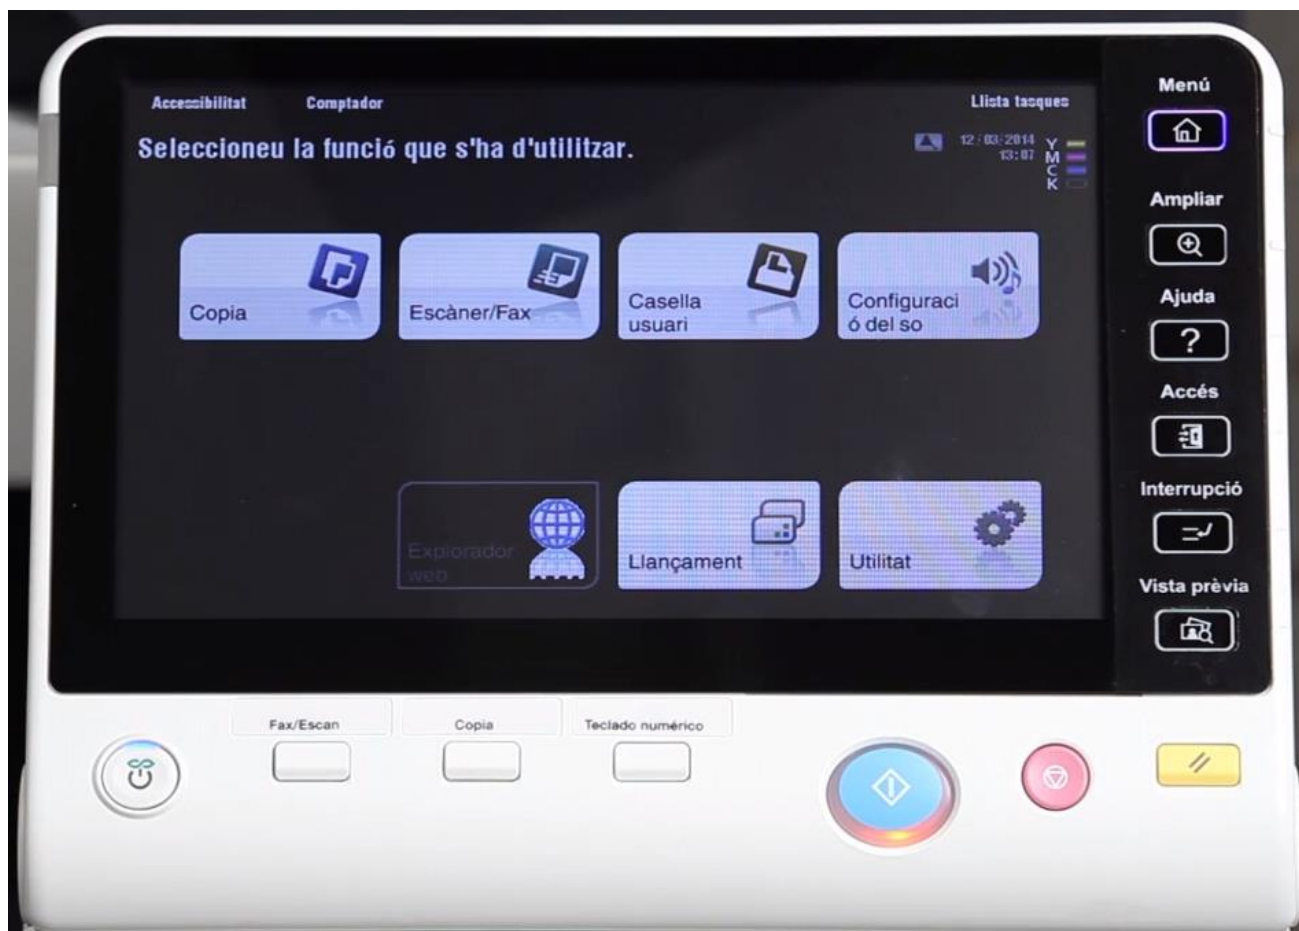 Accessibilitat Comptador Llista tasques
Seleccioneu la funció que s'ha d'utilitzar.
12/03/2014
13:07
Y
M
C
K
Copia
Escàner/Fax
Casella
usuari
Configuraci
ó del so
Explorador
web
Llançament
Utilitat
Menú
Ampliar
Ajuda
?
Accés
Interrupció
Vista prèvia
Fax/Escan
Copia
Teclado numérico